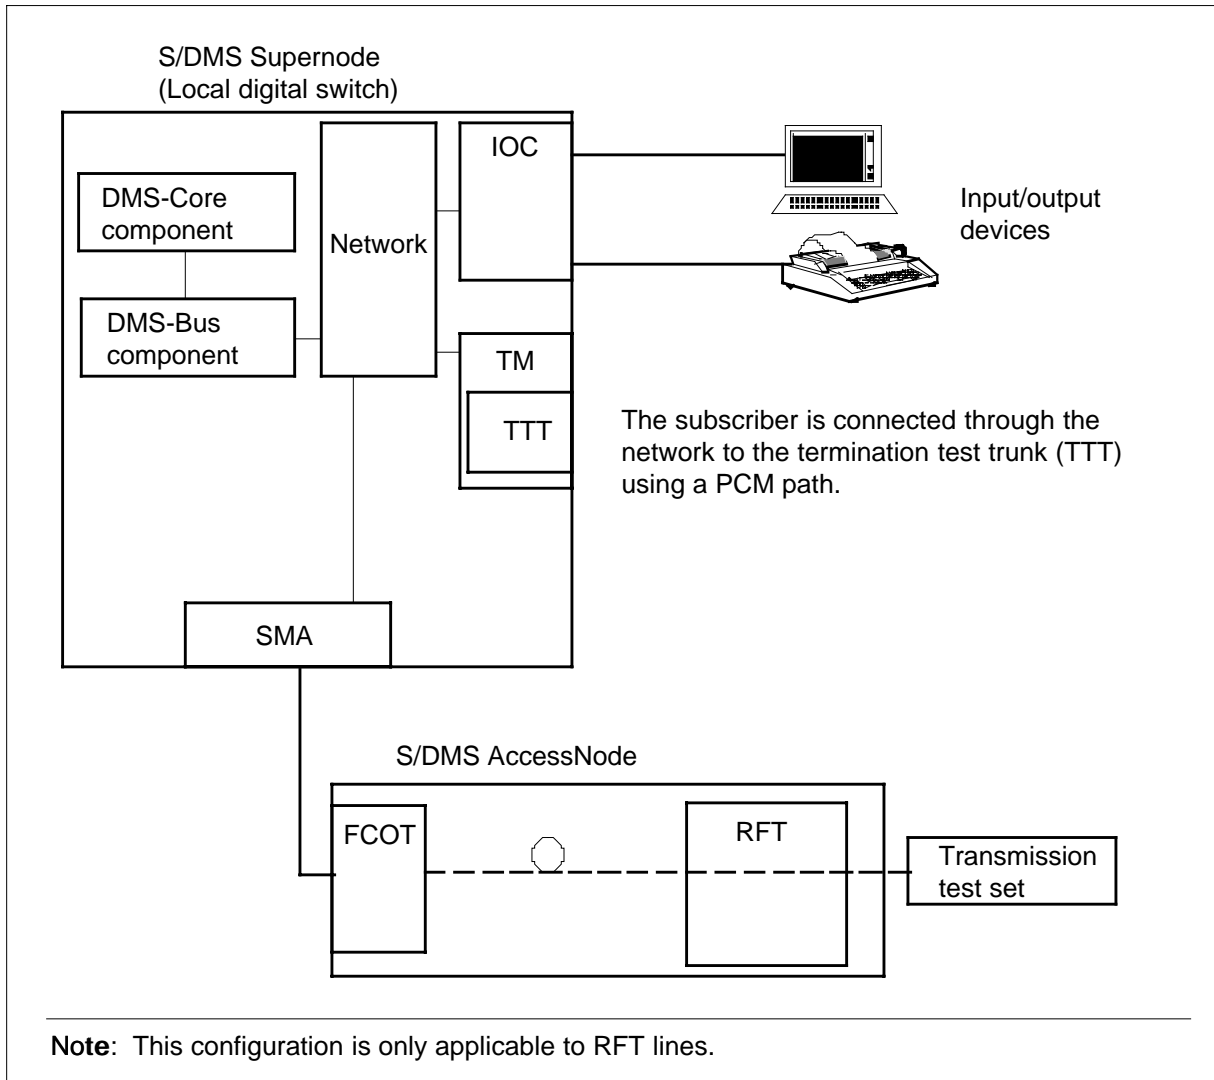 S/DMS Supernode
(Local digital switch)
IOC
DMS-Core
component
Network
Input/output
devices
DMS-Bus
component
TM
TTT
The subscriber is connected through the
network to the termination test trunk (TTT)
using a PCM path.
SMA
S/DMS AccessNode
FCOT
RFT
Transmission
test set
Note: This configuration is only applicable to RFT lines.